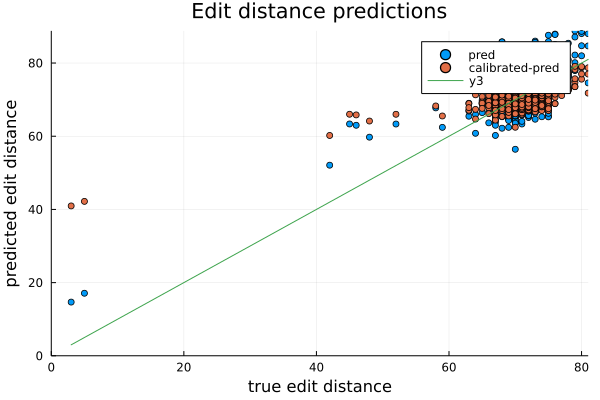 Edit distance predictions
pred
calibrated-pred
y3
80
60
40
20
0
0
20
40
60
80
predicted edit distance
true edit distance